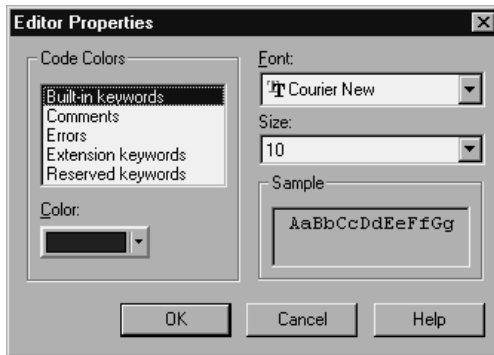 Editor Properties
Code Colors
Built-in keywords
Comments
Errors
Extension keywords
Reserved keywords
Color:
Font:
Courier New
Size:
10
Sample
AaBbCcDdEeFfGg
OK
Cancel
Help